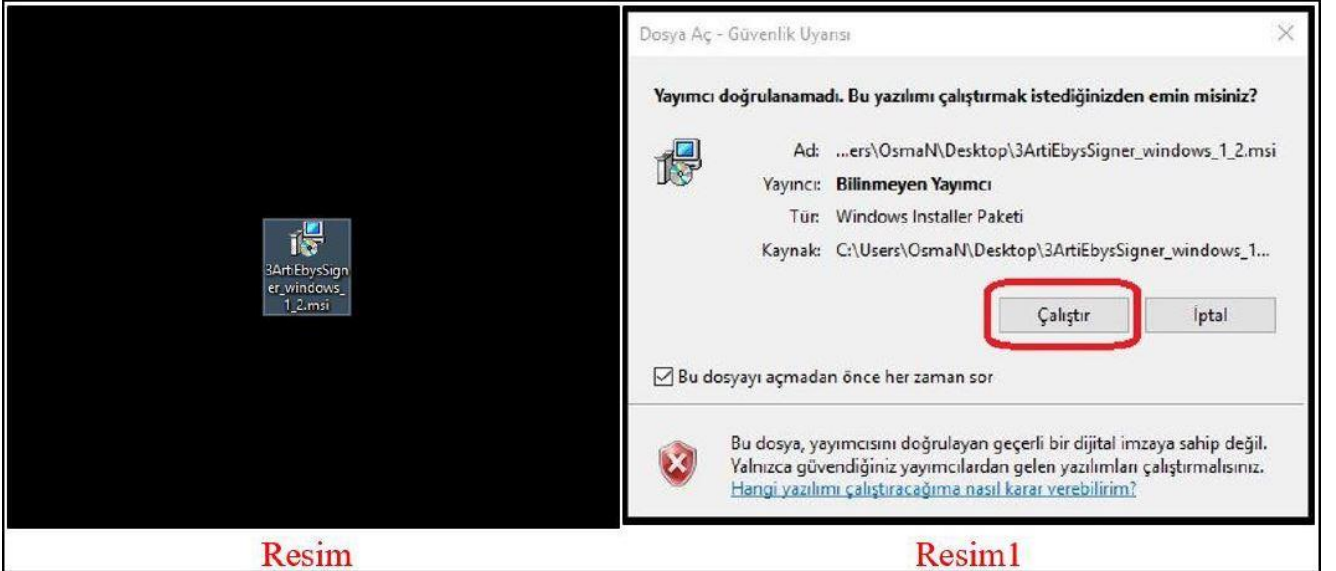 3ArtiEbysSign
er_windows_
1_2.msi
Resim
Dosya Aç - Güvenlik Uyarısı
Yayımcı doğrulanamadı. Bu yazılımı çalıştırmak istediğinizden emin misiniz?
Ad: ...ers\OsmaN\Desktop\3ArtiEbysSigner_windows_1_2.msi
Yayıncı: Bilinmeyen Yayımcı
Tür: Windows Installer Paketi
Kaynak: C:\Users\OsmaN\Desktop\3ArtiEbysSigner_windows_1...
Çalıştır İptal
Bu dosyayı açmadan önce her zaman sor
Bu dosya, yayımcısını doğrulayan geçerli bir dijital imzaya sahip değil.
Yalnızca güvendiğiniz yayımcılardan gelen yazılımları çalıştırmalısınız.
Hangi yazılımı çalıştıracağıma nasıl karar verebilirim?
Resim1